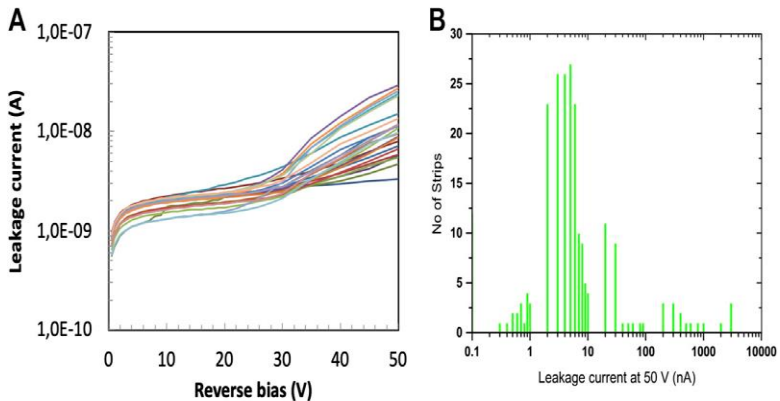 A
Leakage current (A)
1,0E-07
1,0E-08
1,0E-09
1,0E-10
0
10
20
30
40
50
Reverse bias (V)
B
No of Strips
30
25
20
15
10
5
0
0.1
1
10
100
1000
10000
Leakage current at 50 V (nA)